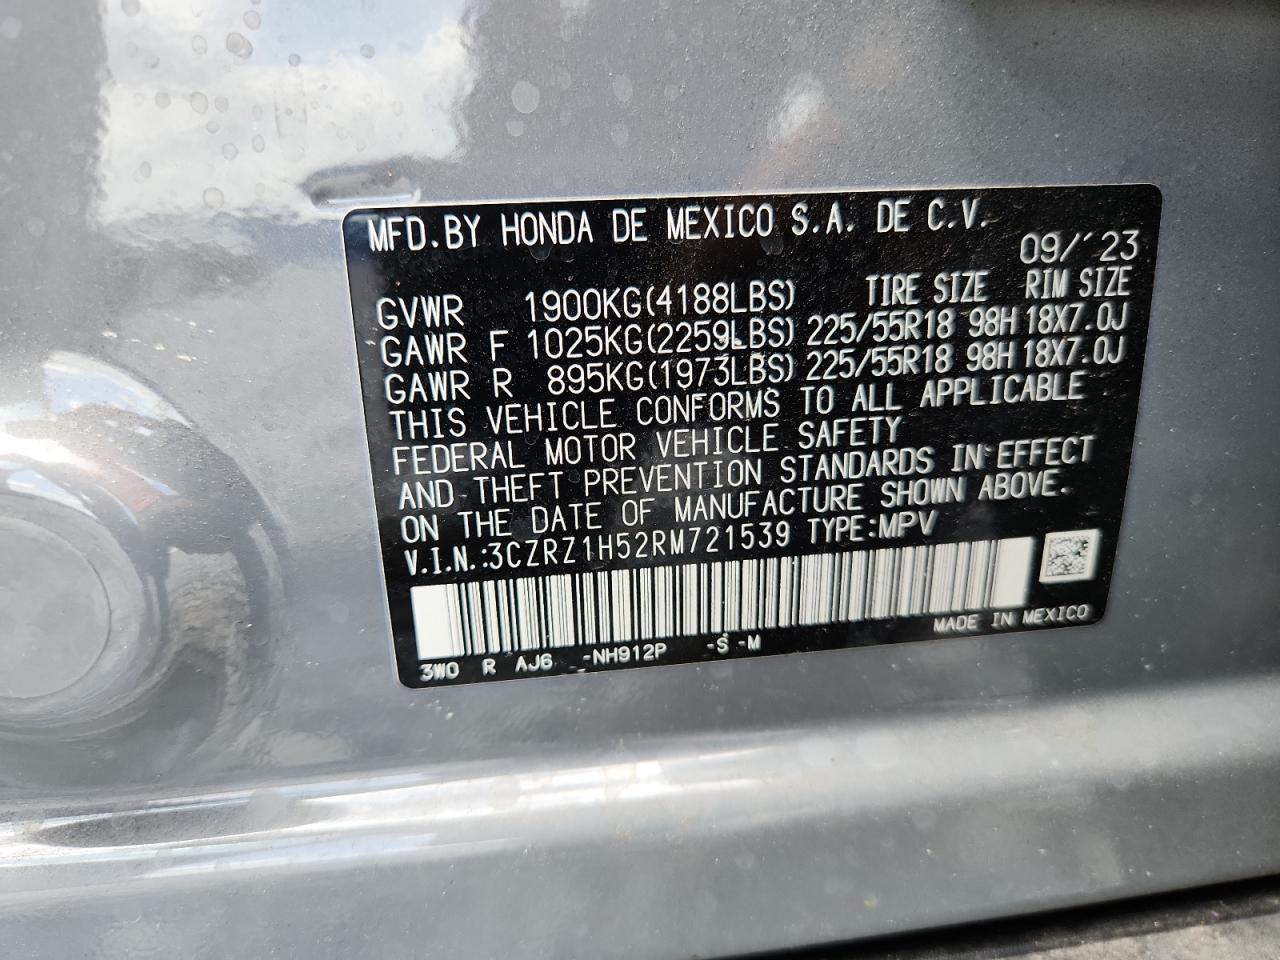 MFD.BY HONDA DE MEXICO S.A. DE C.V.
09/´23
GVWR 1900KG(4188LBS) TIRE SIZE RIM SIZE
GAWR F 1025KG(2259LBS) 225/55R18 98H 18X7.0J
GAWR R 895KG(1973LBS) 225/55R18 98H 18X7.0J
THIS VEHICLE CONFORMS TO ALL APPLICABLE
FEDERAL MOTOR VEHICLE SAFETY
AND THEFT PREVENTION STANDARDS IN EFFECT
ON THE DATE OF MANUFACTURE SHOWN ABOVE.
V.I.N.:3CZRZ1H52RM721539 TYPE:MPV
MADE IN MEXICO
3W0 R AJ6 -NH912P -S -M